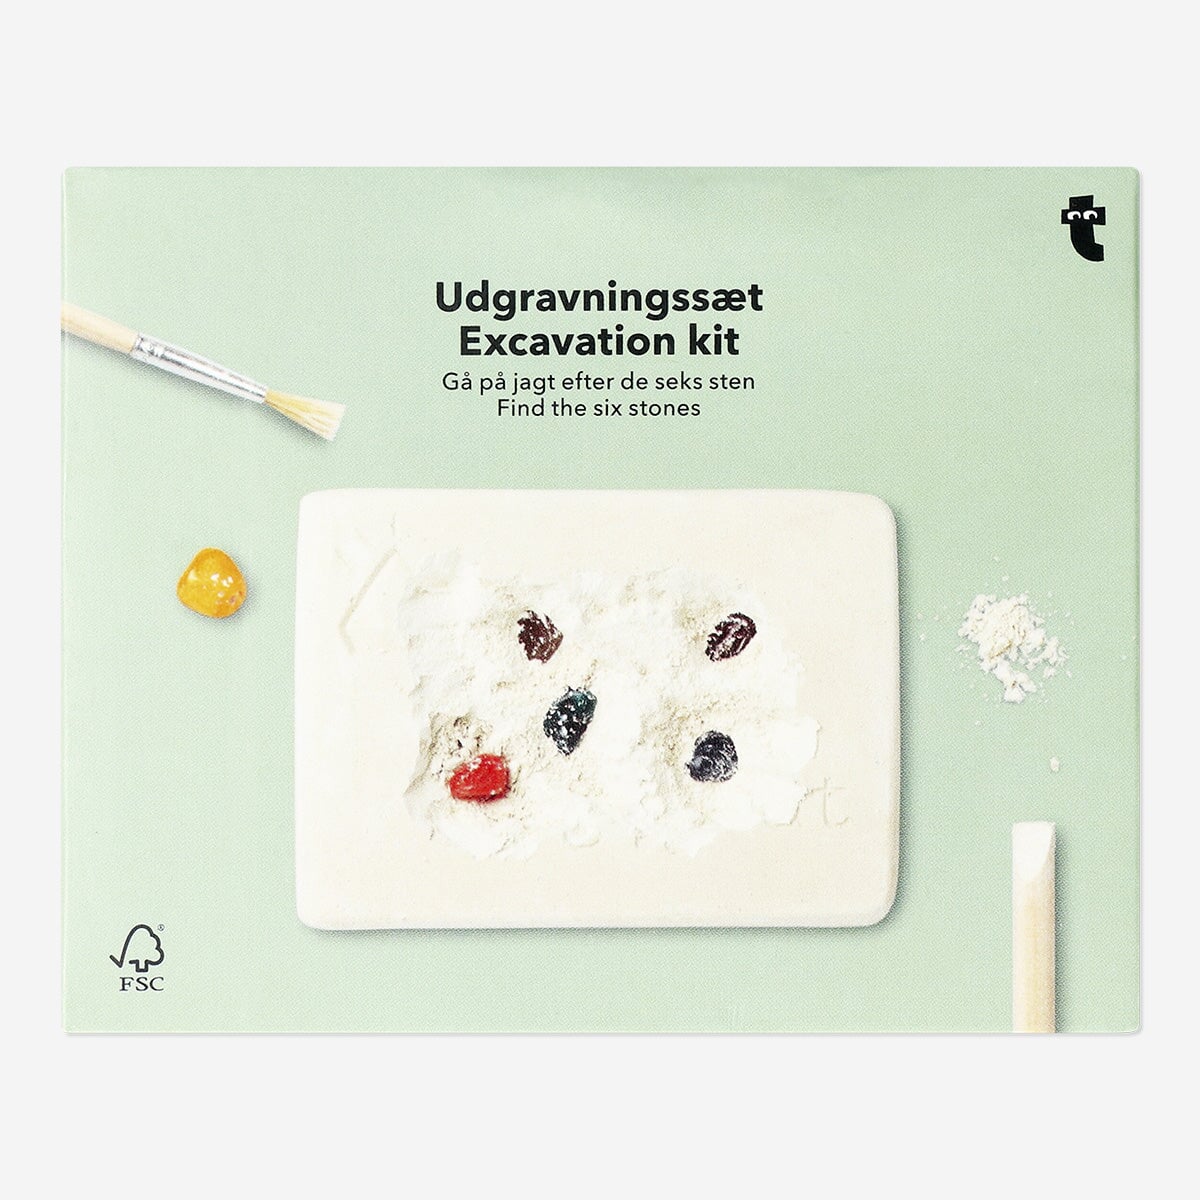 t
Udgravningssæt
Excavation kit
Gå på jagt efter de seks sten
Find the six stones
t
®
FSC